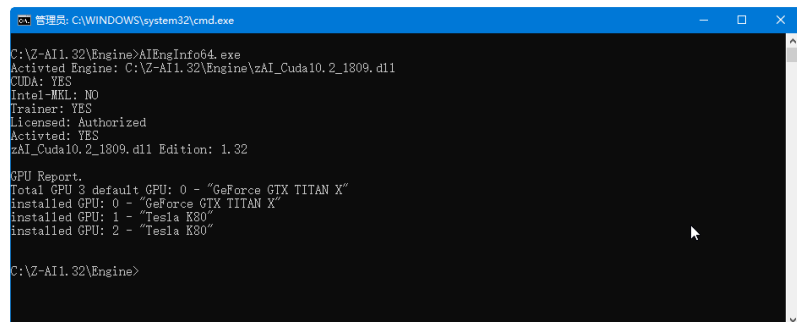 管理员: C:\WINDOWS\system32\cmd.exe
C:\Z-AI1.32\Engine>AIEngInfo64.exe
Activted Engine: C:\Z-AI1.32\Engine\zAI_Cuda10.2_1809.dll
CUDA: YES
Intel-MKL: NO
Trainer: YES
Licensed: Authorized
Activted: YES
zAI_Cuda10.2_1809.dll Edition: 1.32
GPU Report.
Total GPU 3 default GPU: 0 - "GeForce GTX TITAN X"
installed GPU: 0 - "GeForce GTX TITAN X"
installed GPU: 1 - "Tesla K80"
installed GPU: 2 - "Tesla K80"
C:\Z-AI1.32\Engine>